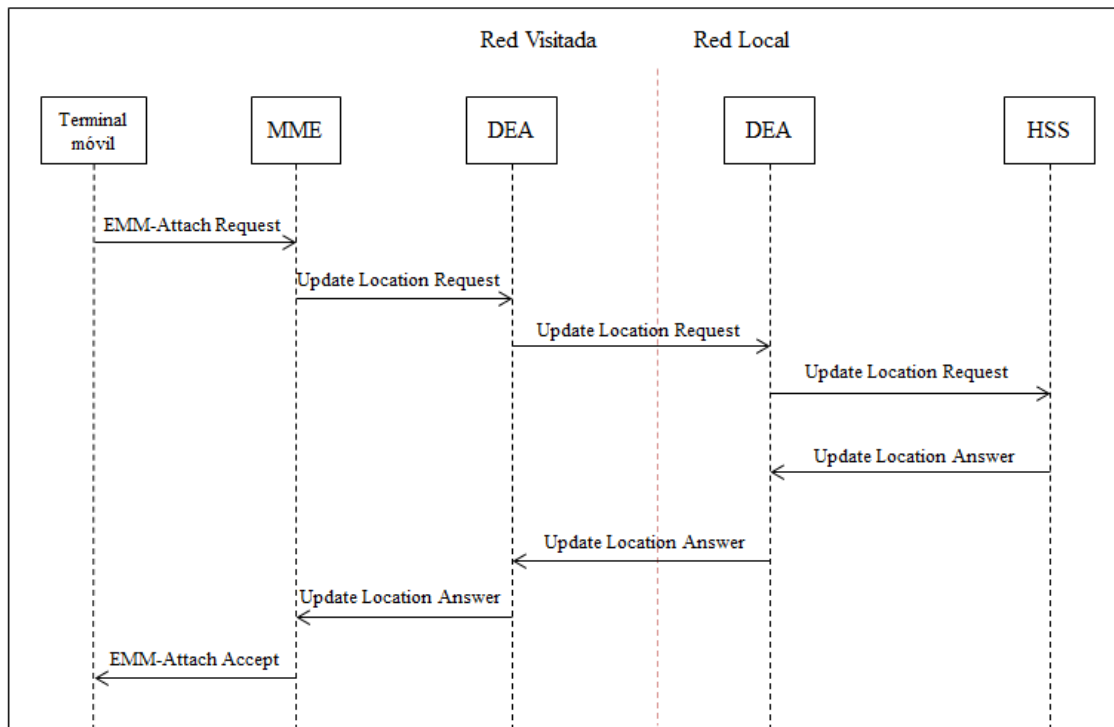 Red Visitada
Red Local
Terminal
móvil
MME
DEA
DEA
HSS
EMM-Attach Request
Update Location Request
Update Location Request
Update Location Request
Update Location Answer
Update Location Answer
Update Location Answer
EMM-Attach Accept